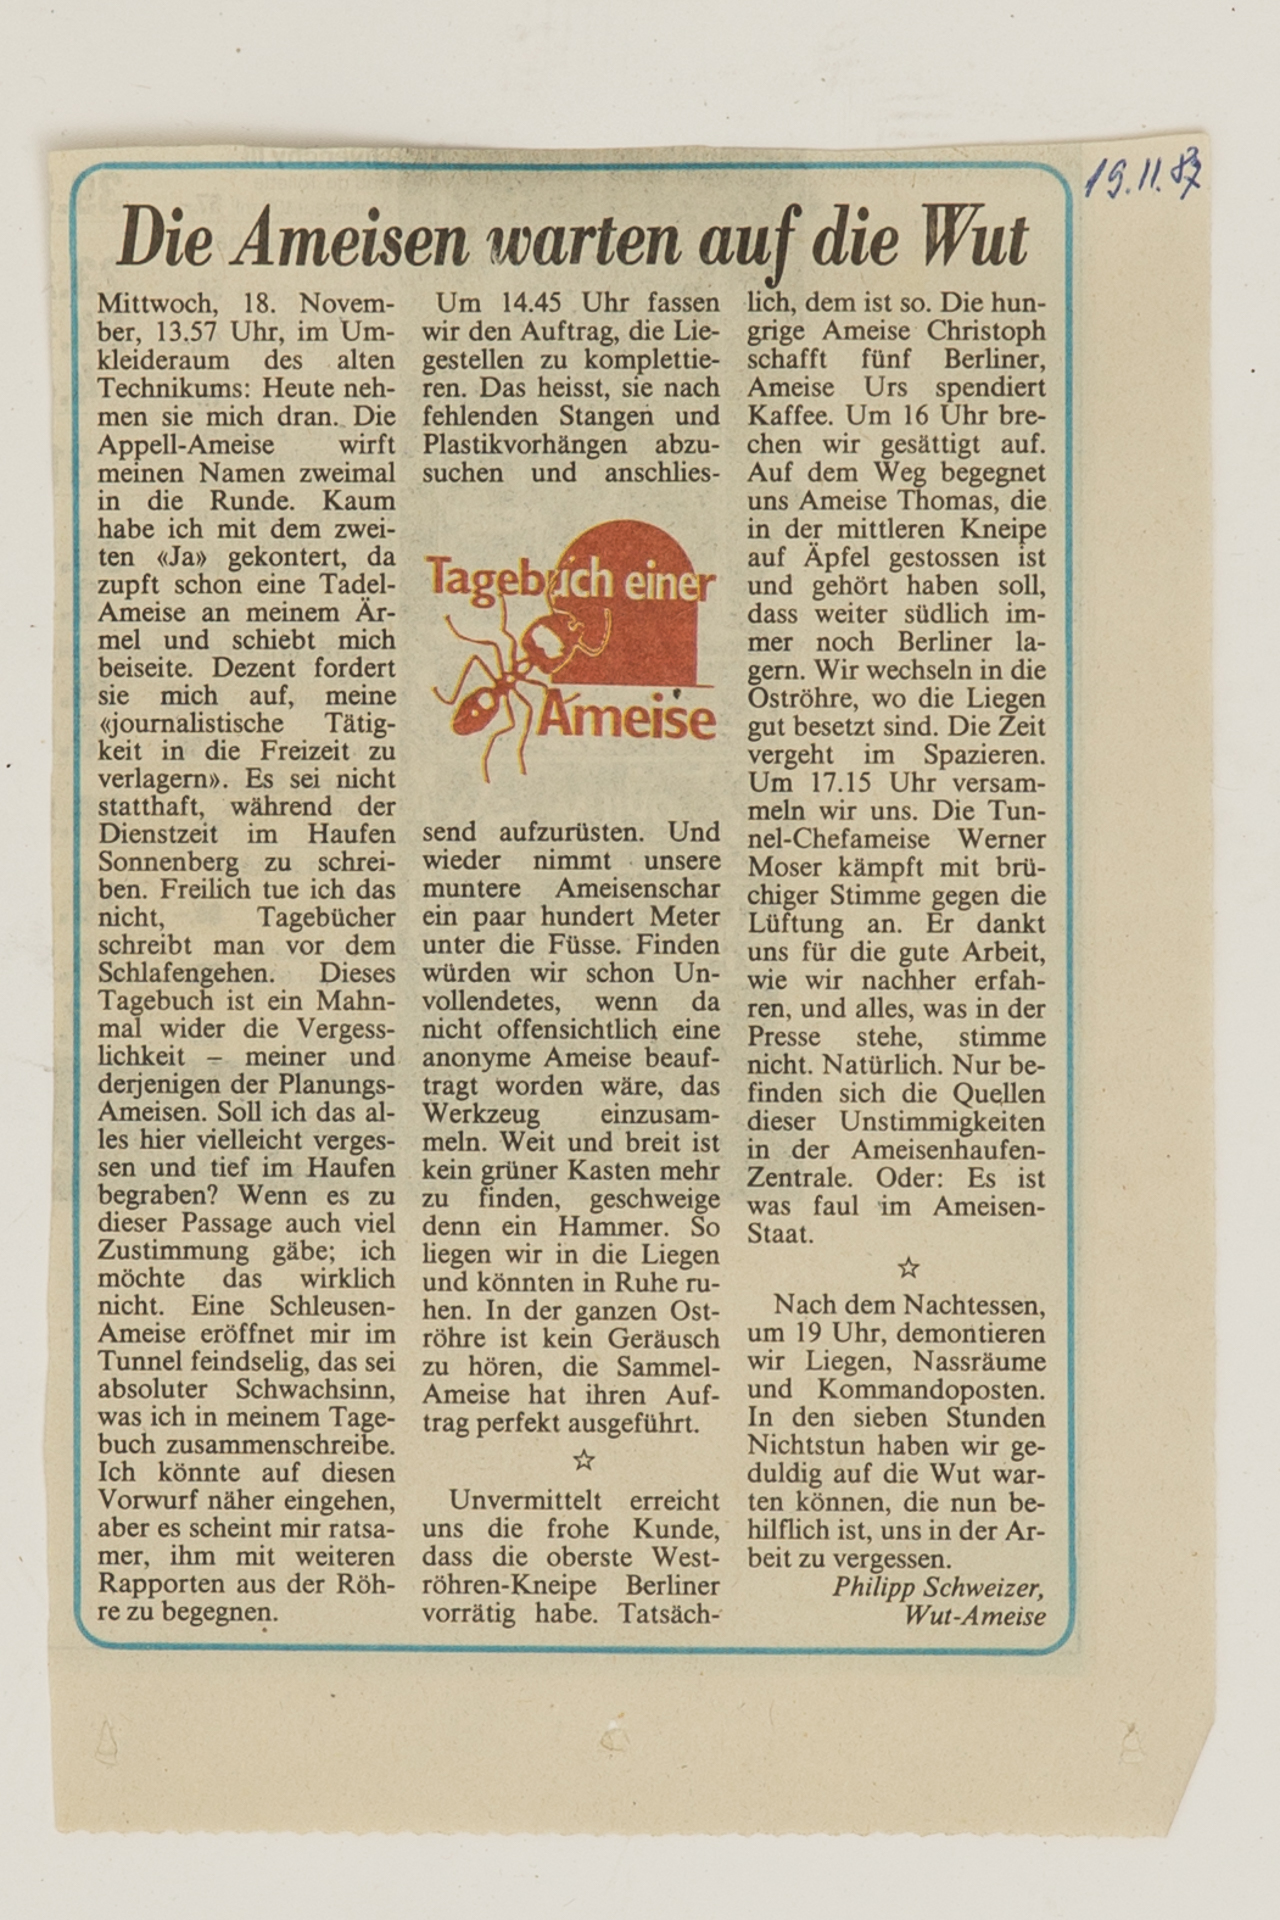 19.11.87
Die Ameisen warten auf die Wut
Mittwoch, 18. Novem-
ber, 13.57 Uhr, im Um-
kleideraum des alten
Technikums: Heute neh-
men sie mich dran. Die
Appell-Ameise wirft
meinen Namen zweimal
in die Runde. Kaum
habe ich mit dem zwei-
ten «Ja» gekontert, da
zupft schon eine Tadel-
Ameise an meinem Är-
mel und schiebt mich
beiseite. Dezent fordert
sie mich auf, meine
«journalistische Tätig-
keit in die Freizeit zu
verlagern». Es sei nicht
statthaft, während der
Dienstzeit im Haufen
Sonnenberg zu schrei-
ben. Freilich tue ich das
nicht, Tagebücher
schreibt man vor dem
Schlafengehen. Dieses
Tagebuch ist ein Mahn-
mal wider die Vergess-
lichkeit – meiner und
derjenigen der Planungs-
Ameisen. Soll ich das al-
les hier vielleicht verges-
sen und tief im Haufen
begraben? Wenn es zu
dieser Passage auch viel
Zustimmung gäbe; ich
möchte das wirklich
nicht. Eine Schleusen-
Ameise eröffnet mir im
Tunnel feindselig, das sei
absoluter Schwachsinn,
was ich in meinem Tage-
buch zusammenschreibe.
Ich könnte auf diesen
Vorwurf näher eingehen,
aber es scheint mir ratsa-
mer, ihm mit weiteren
Rapporten aus der Röh-
re zu begegnen.
Um 14.45 Uhr fassen
wir den Auftrag, die Lie-
gestellen zu komplettie-
ren. Das heisst, sie nach
fehlenden Stangen und
Plastikvorhängen abzu-
suchen und anschlies-
Tagebuch einer
Ameise
send aufzurüsten. Und
wieder nimmt unsere
muntere Ameisenschar
ein paar hundert Meter
unter die Füsse. Finden
würden wir schon Un-
vollendetes, wenn da
nicht offensichtlich eine
anonyme Ameise beauf-
tragt worden wäre, das
Werkzeug einzusam-
meln. Weit und breit ist
kein grüner Kasten mehr
zu finden, geschweige
denn ein Hammer. So
liegen wir in die Liegen
und könnten in Ruhe ru-
hen. In der ganzen Ost-
röhre ist kein Geräusch
zu hören, die Sammel-
Ameise hat ihren Auf-
trag perfekt ausgeführt.
☆
Unvermittelt erreicht
uns die frohe Kunde,
dass die oberste West-
röhren-Kneipe Berliner
vorrätig habe. Tatsäch-
lich, dem ist so. Die hun-
grige Ameise Christoph
schafft fünf Berliner,
Ameise Urs spendiert
Kaffee. Um 16 Uhr bre-
chen wir gesättigt auf.
Auf dem Weg begegnet
uns Ameise Thomas, die
in der mittleren Kneipe
auf Äpfel gestossen ist
und gehört haben soll,
dass weiter südlich im-
mer noch Berliner la-
gern. Wir wechseln in die
Oströhre, wo die Liegen
gut besetzt sind. Die Zeit
vergeht im Spazieren.
Um 17.15 Uhr versam-
meln wir uns. Die Tun-
nel-Chefameise Werner
Moser kämpft mit brü-
chiger Stimme gegen die
Lüftung an. Er dankt
uns für die gute Arbeit,
wie wir nachher erfah-
ren, und alles, was in der
Presse stehe, stimme
nicht. Natürlich. Nur be-
finden sich die Quellen
dieser Unstimmigkeiten
in der Ameisenhaufen-
Zentrale. Oder: Es ist
was faul im Ameisen-
Staat.
☆
Nach dem Nachtessen,
um 19 Uhr, demontieren
wir Liegen, Nassräume
und Kommandoposten.
In den sieben Stunden
Nichtstun haben wir ge-
duldig auf die Wut war-
ten können, die nun be-
hilflich ist, uns in der Ar-
beit zu vergessen.
Philipp Schweizer,
Wut-Ameise